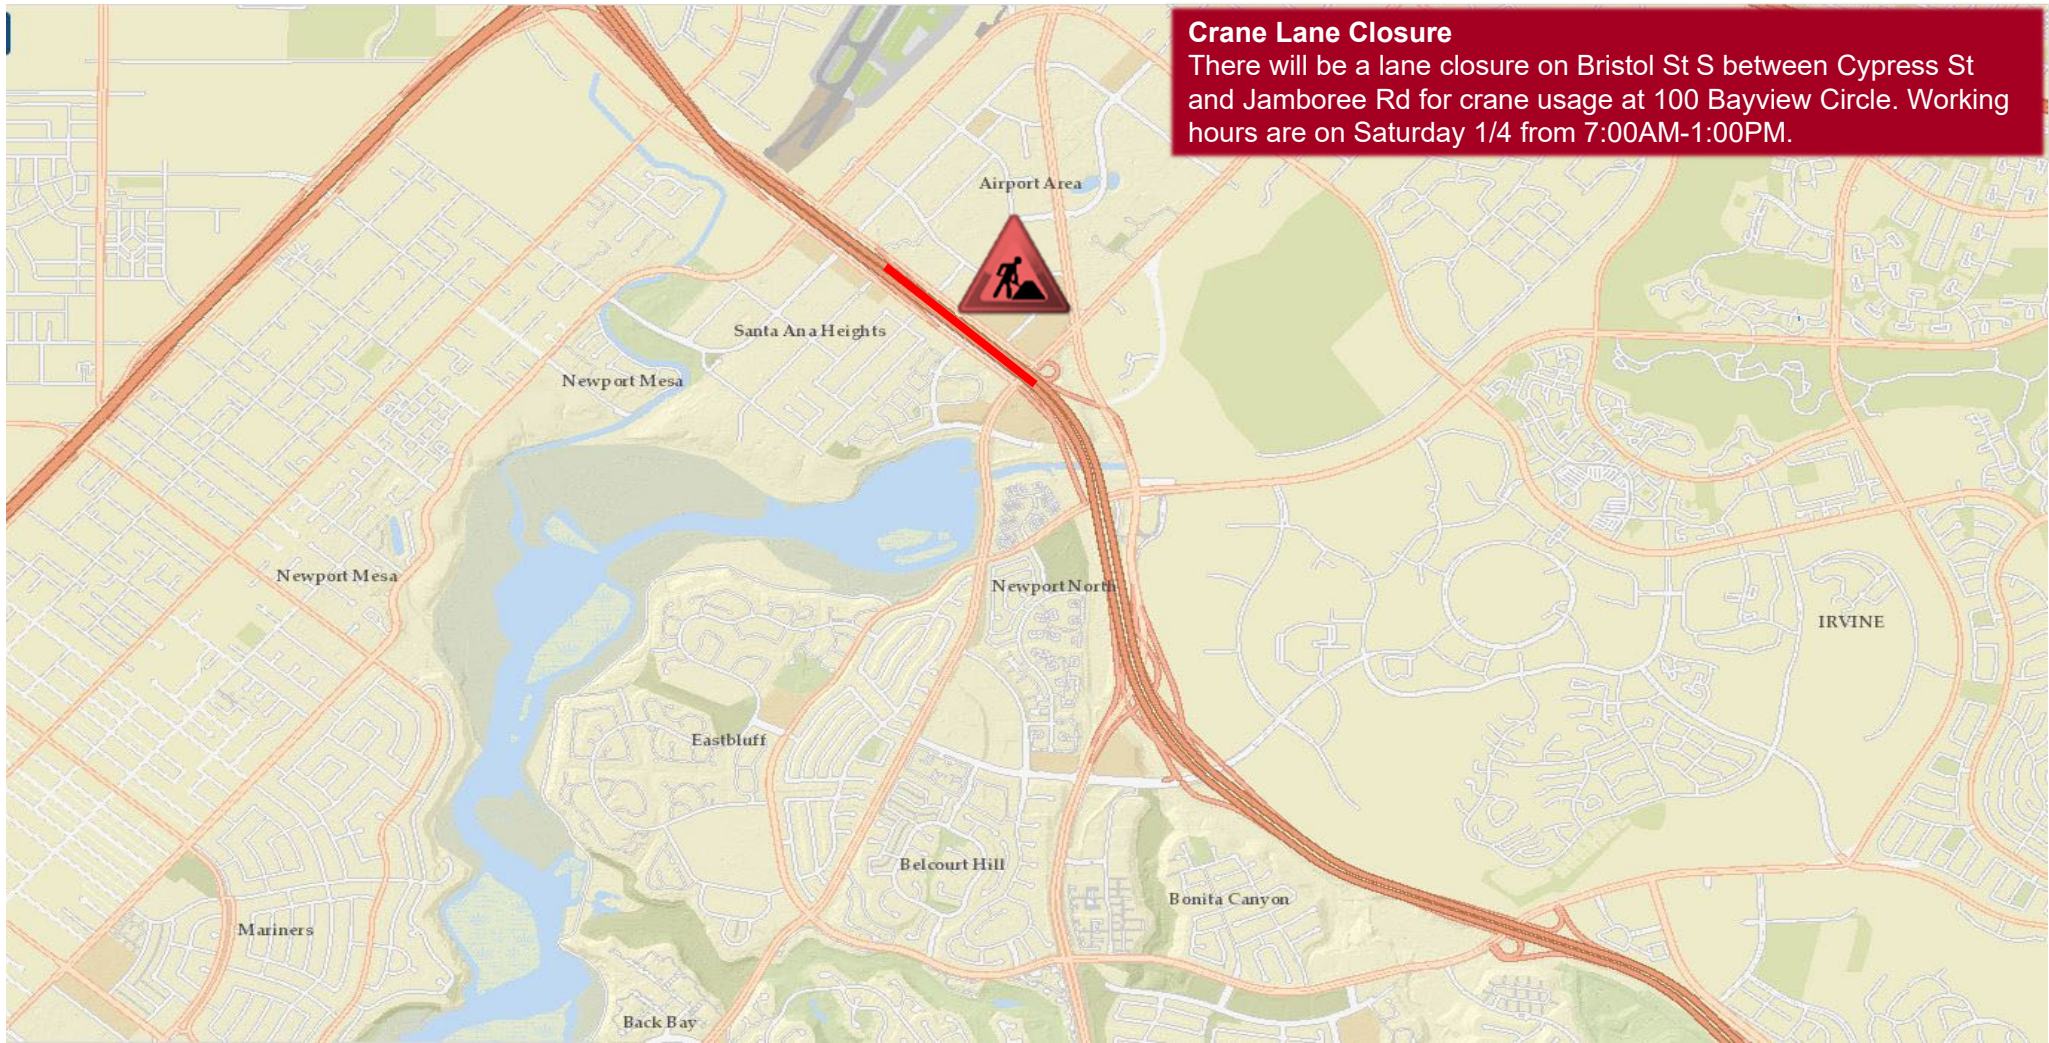 Crane Lane Closure
There will be a lane closure on Bristol St S between Cypress St
and Jamboree Rd for crane usage at 100 Bayview Circle. Working
hours are on Saturday 1/4 from 7:00AM-1:00PM.
Airport Area
Santa Ana Heights
Newport Mesa
Newport Mesa
Newport North
IRVINE
Eastbluff
Belcourt Hill
Bonita Canyon
Mariners
Back Bay